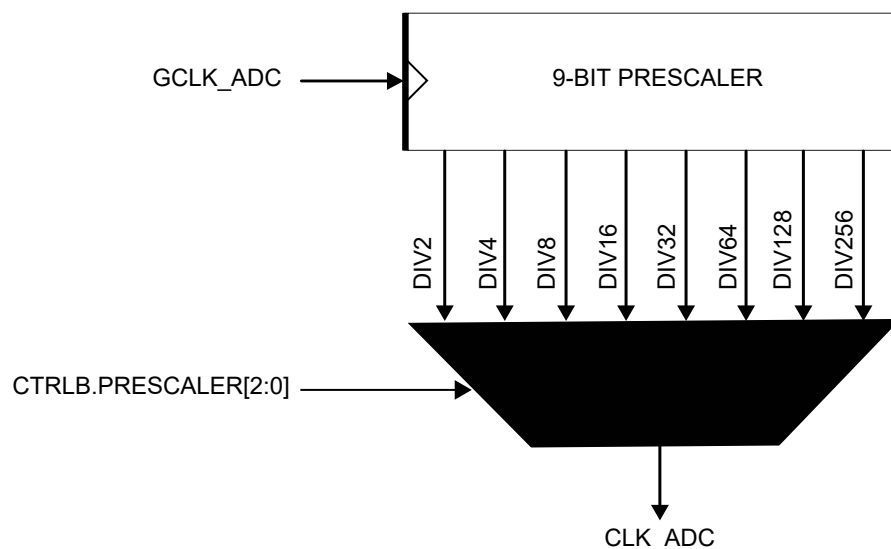 GCLK_ADC
9-BIT PRESCALER
DIV2
DIV4
DIV8
DIV16
DIV32
DIV64
DIV128
DIV256
CTRLB.PRESCALER[2:0]
CLK_ADC